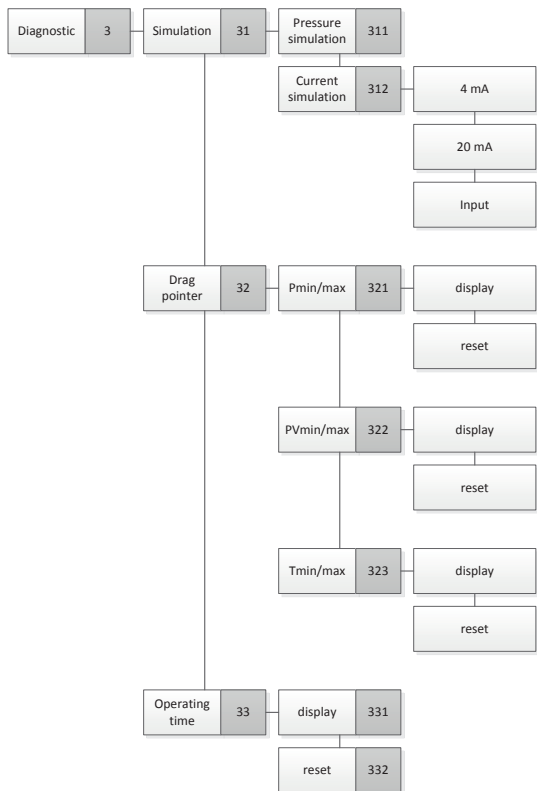 Diagnostic
3
Simulation
31
Pressure
simulation
311
Current
simulation
312
4 mA
20 mA
Input
Drag
pointer
32
Pmin/max
321
display
reset
PVmin/max
322
display
reset
Tmin/max
323
display
reset
Operating
time
33
display
331
reset
332